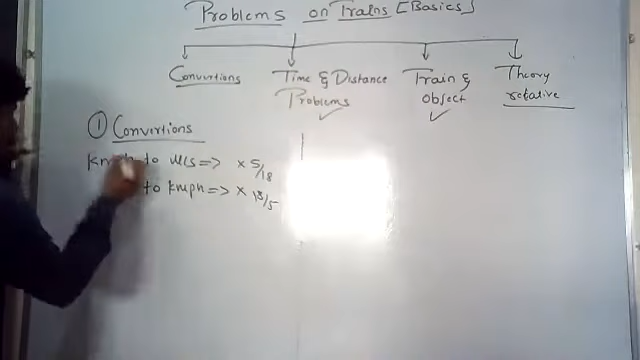 Problems on Trains [Basics]
Convertions
Time & Distance Problems
Train & object
Theory relative
① Convertions
to m/s => × 5/18
to kmph => × 18/5